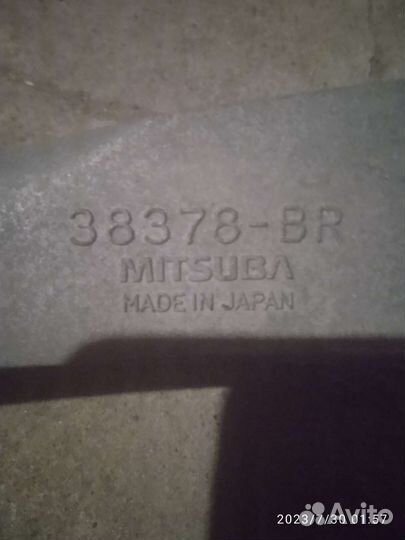 38378-BR
MITSUBA
MADE IN JAPAN
Avito
2023/7/30 01:57